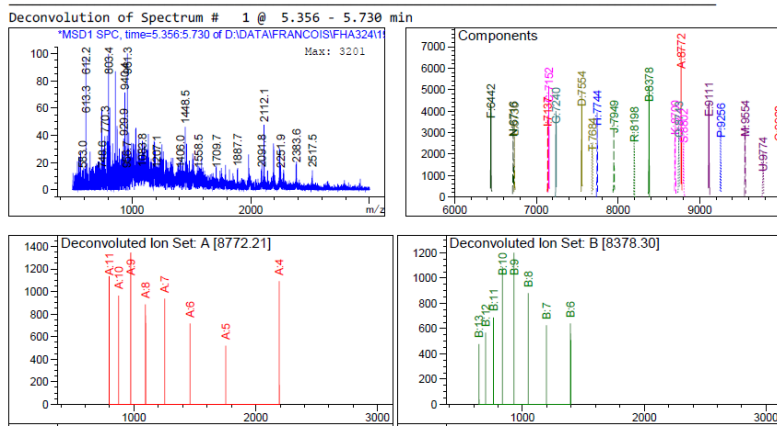 Deconvolution of Spectrum #   1 @  5.356 - 5.730 min
*MSD1 SPC, time=5.356:5.730 of D:\DATA\FRANCOIS\FHA324\1
Max: 3201
100
80
60
40
20
0
612.2
613.3
770.3
803.4
1406.0
1448.5
1558.5
1709.7
1887.7
2091.
2112.1
2251.9
2383.6
2517.5
1000
2000
m/z
Components
7000
6000
5000
4000
3000
2000
1000
0
F:6442
G:7240
D:7554
T:7684
H:7744
J:7949
R:8198
B:8378
A:8772
E:9111
P:9256
M:9554
U:9774
6000
7000
8000
9000
Deconvoluted Ion Set: A [8772.21]
1400
1200
1000
800
600
400
200
0
A:11
A:10
A:9
A:8
A:7
A:6
A:5
A:4
1000
2000
3000
Deconvoluted Ion Set: B [8378.30]
1200
1000
800
600
400
200
0
B:13
B:12
B:11
B:10
B:9
B:8
B:7
B:6
1000
2000
3000